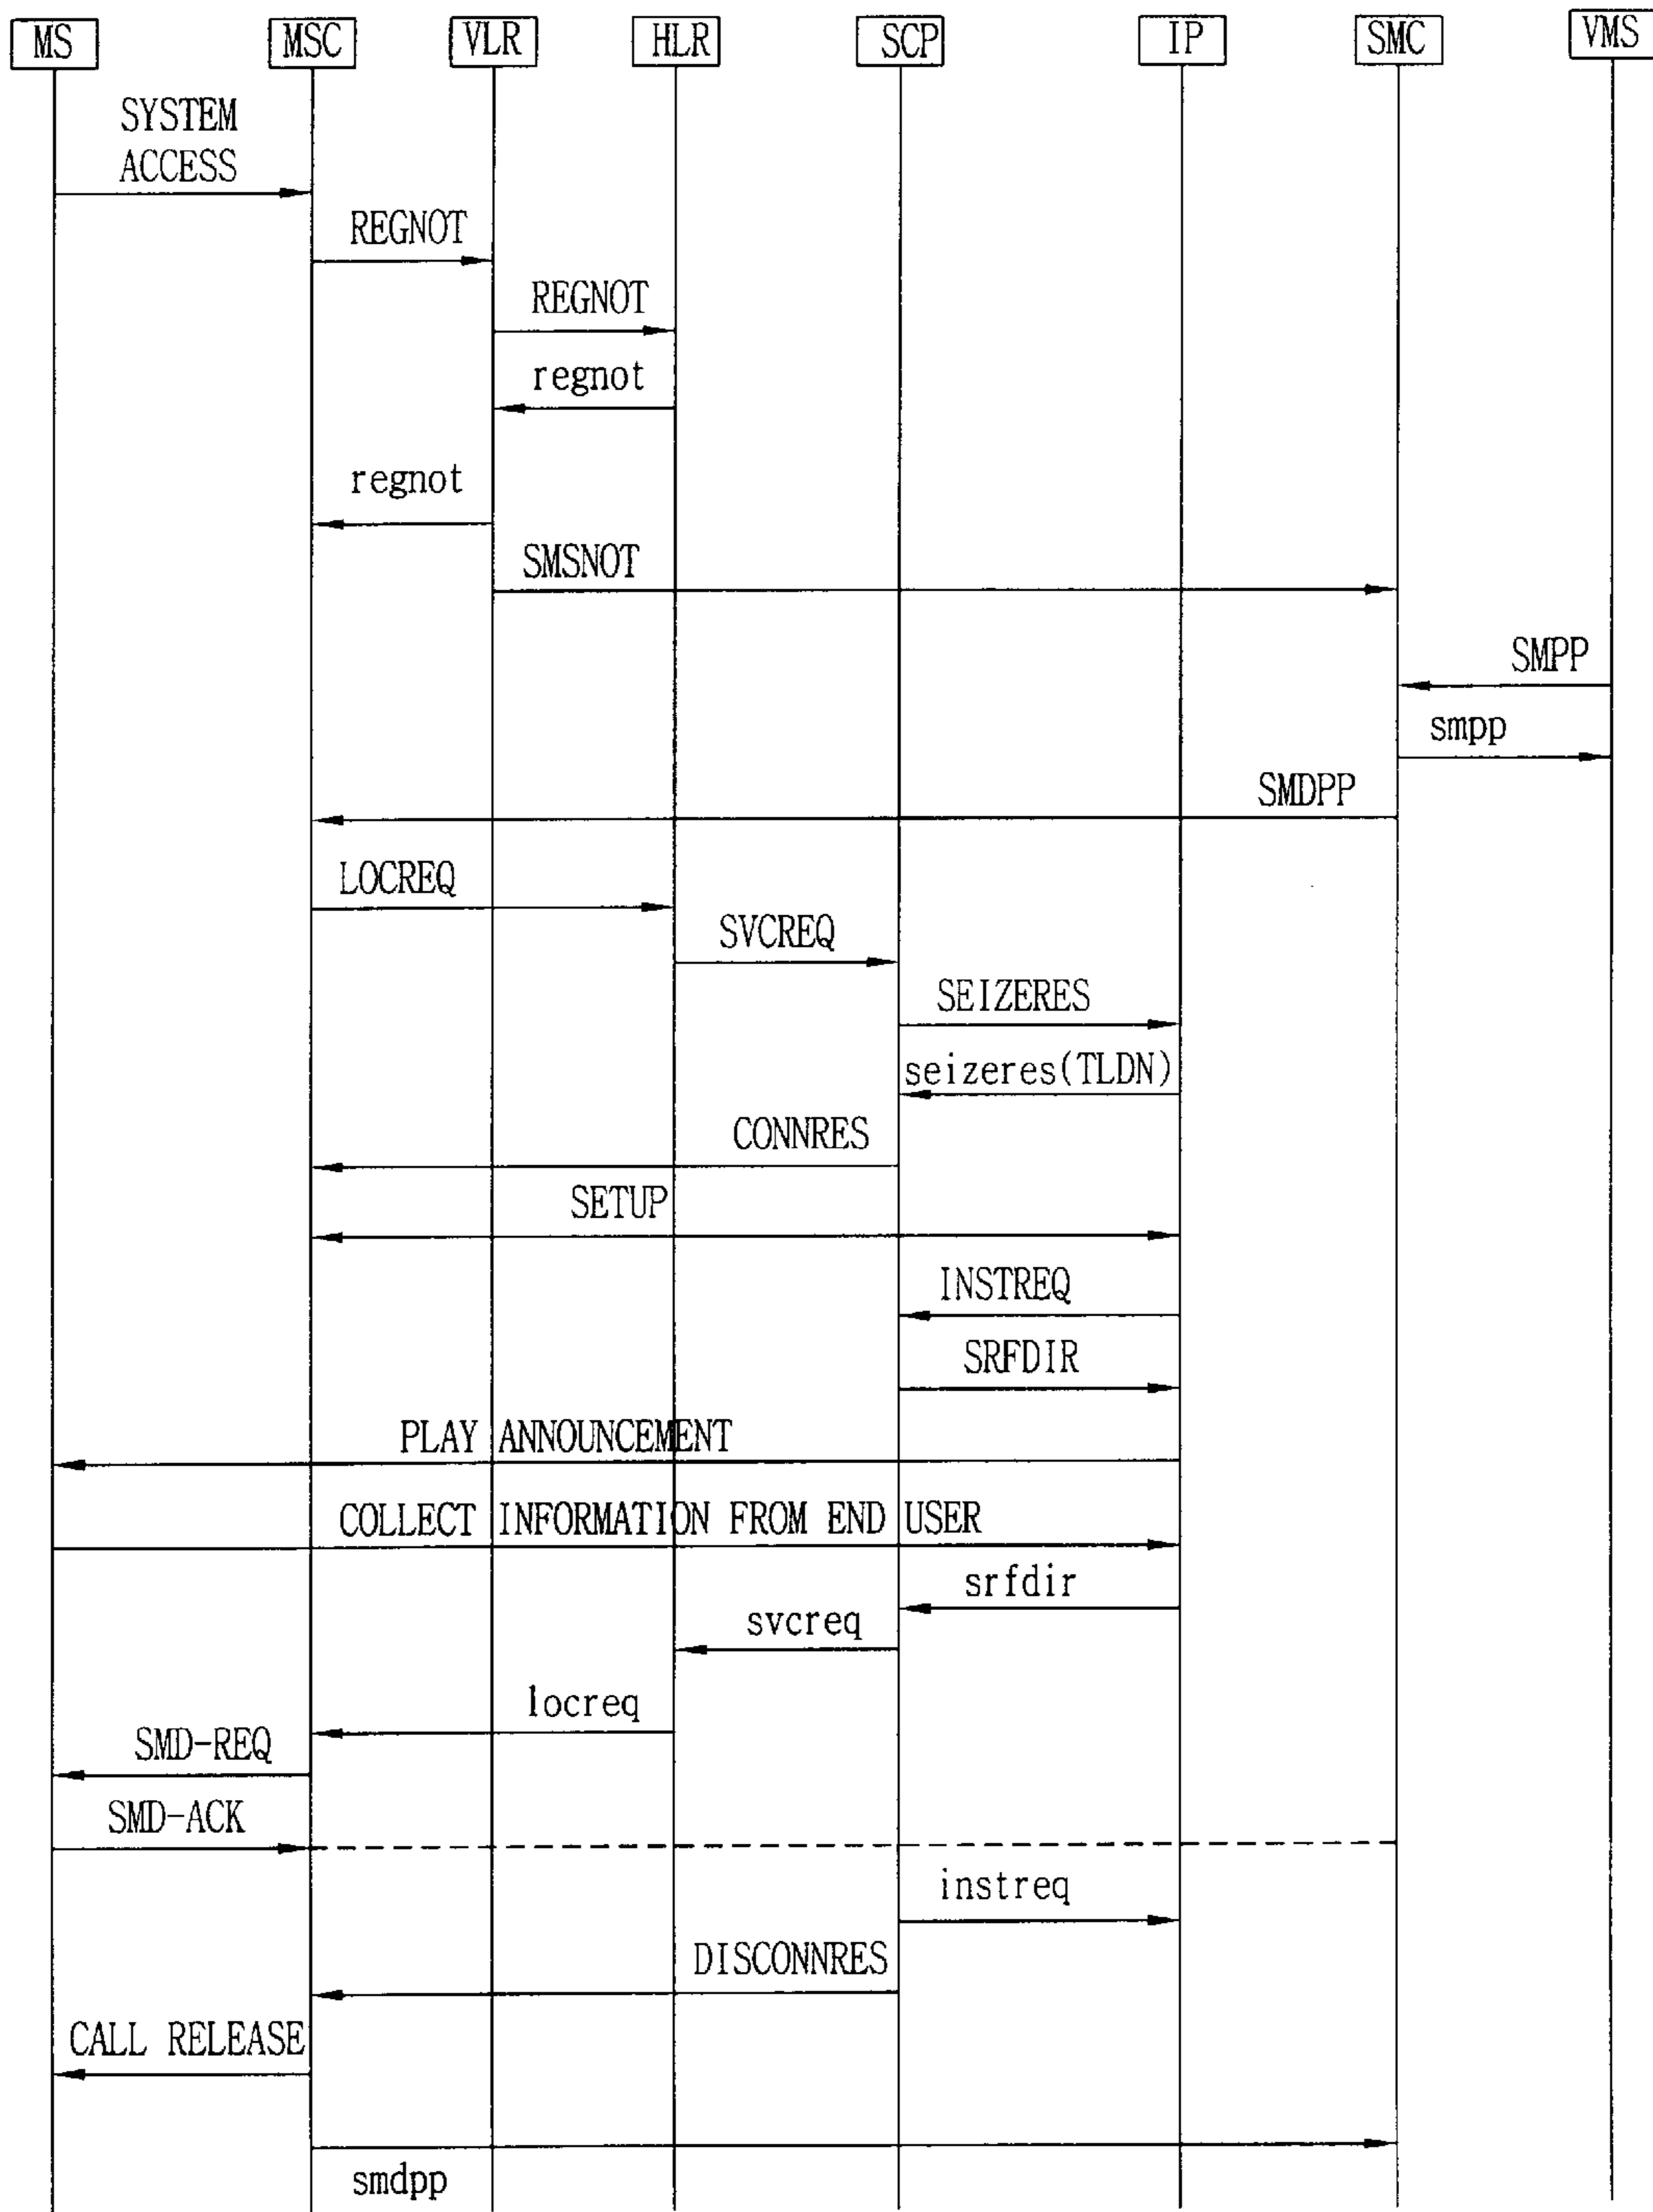 MS MSC VLR HLR SCP IP SMC VMS
SYSTEM
ACCESS
REGNOT
REGNOT
regnot
regnot
SMSNOT
SMPP
smpp
SMDPP
LOCREQ
SVCREQ
SEIZERES
seizeres(TLDN)
CONNRES
SETUP
INSTREQ
SRFDIR
PLAY ANNOUNCEMENT
COLLECT INFORMATION FROM END USER
srfdir
svcreq
locreq
SMD-REQ
SMD-ACK
instreq
DISCONNRES
CALL RELEASE
smdpp